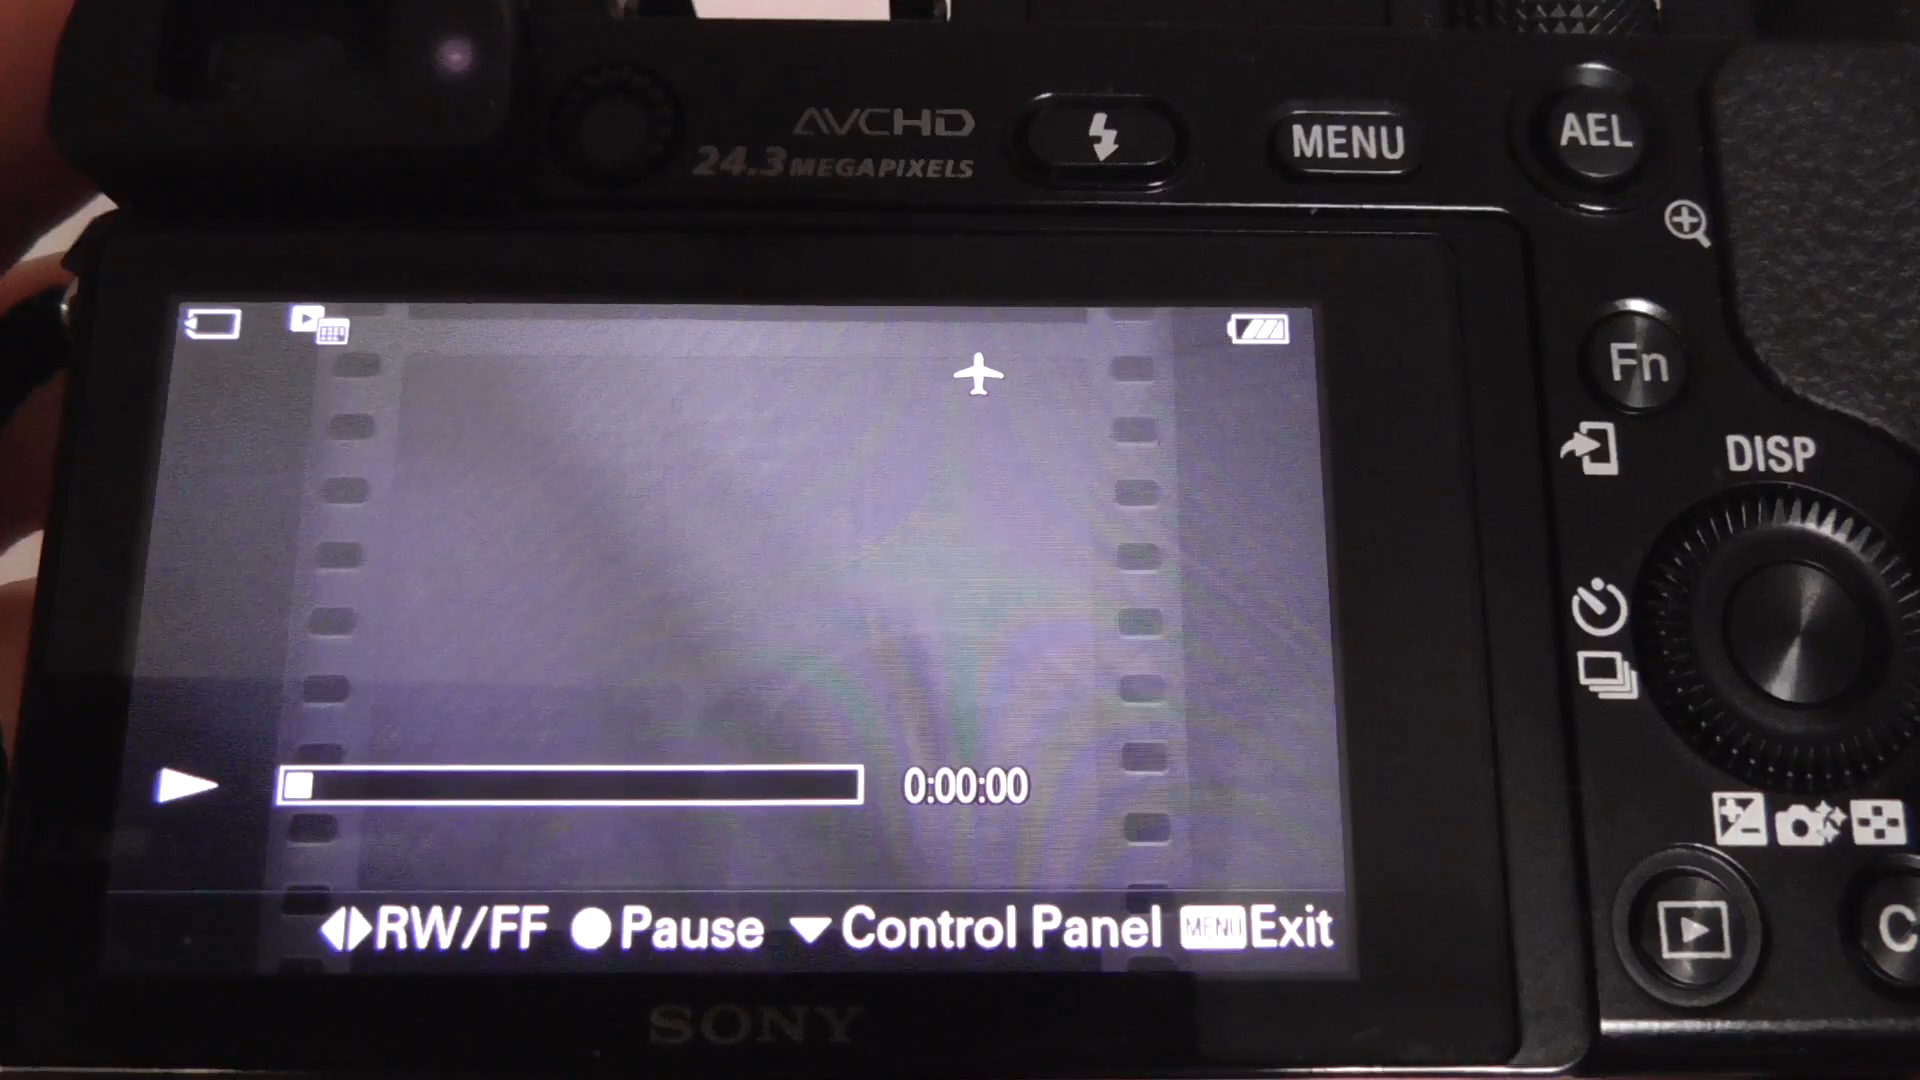 AVCHD
24.3 MEGAPIXELS
MENU
AEL
Fn
DISP
0:00:00
RW/FF Pause Control Panel MENU Exit
C
SONY